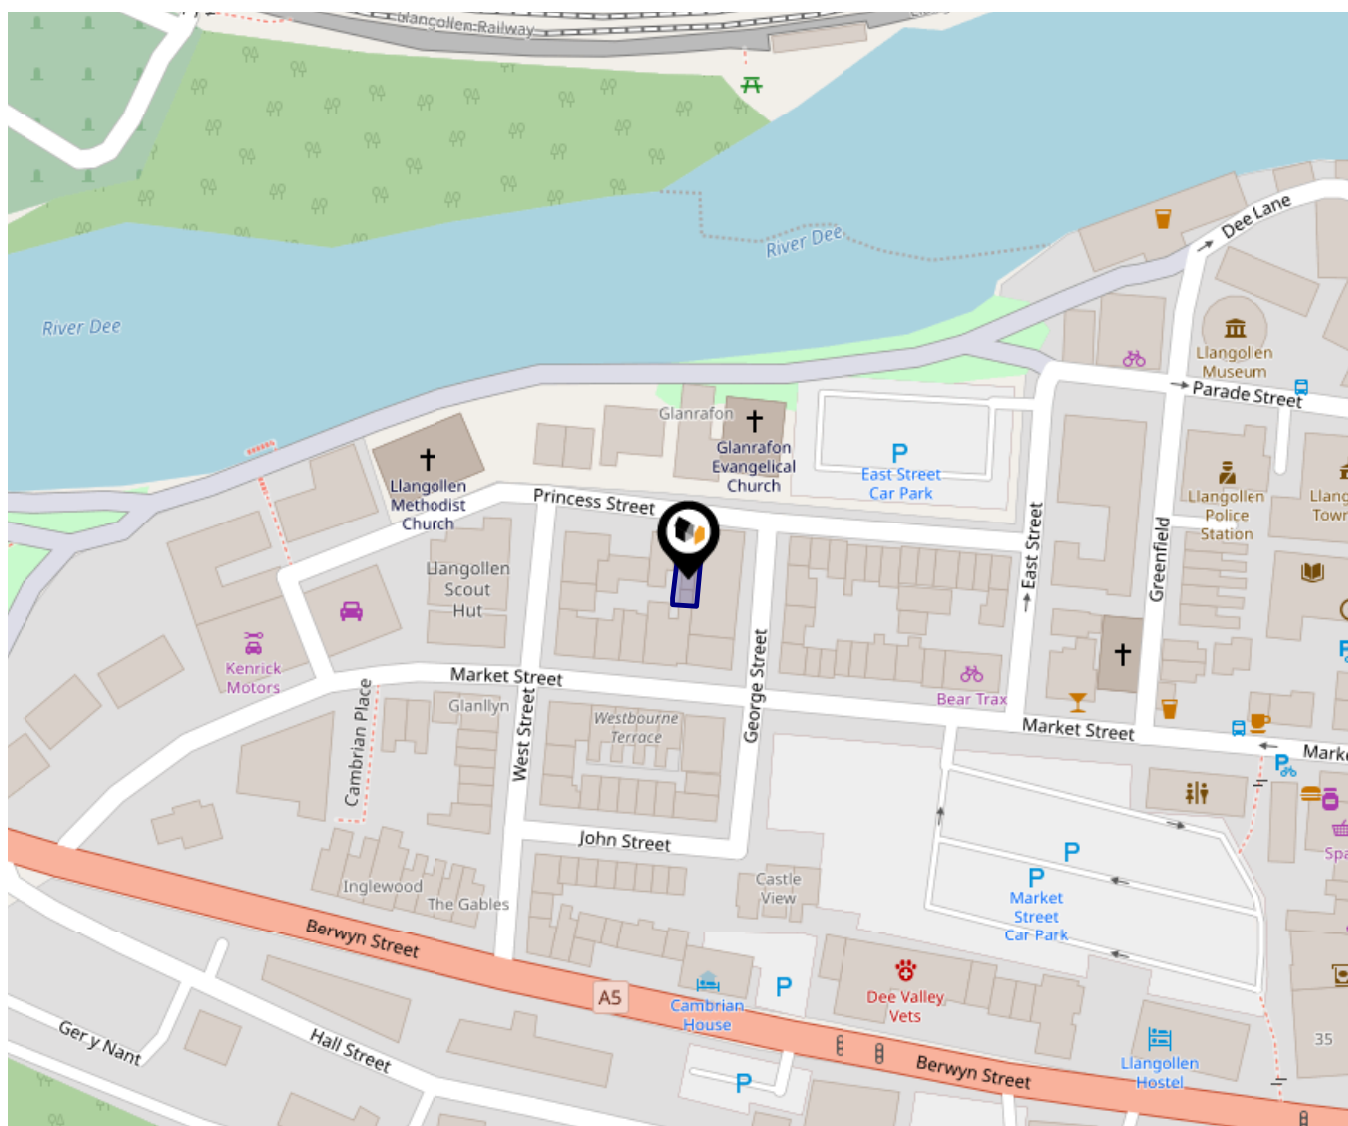 Llangollen Railway
River Dee
Dee Lane
River Dee
Llangollen
Museum
Parade Street
Glanrafon
Glanrafon
Evangelical
Church
P
East Street
Car Park
Llangollen
Methodist
Church
Princess Street
Llangollen
Police
Station
Llang
Town
East Street
Greenfield
Llangollen
Scout
Hut
Kenrick
Motors
Market Street
George Street
Bear Trax
P
Glanllyn
Westbourne
Terrace
West Street
Cambrian Place
Market Street
Marke
P
John Street
Spa
P
P
Market
Street
Car Park
Castle
View
Inglewood
The Gables
Berwyn Street
A5
Cambrian
House
P
Dee Valley
Vets
Ger y Nant
Hall Street
Berwyn Street
Llangollen
Hostel
35
P